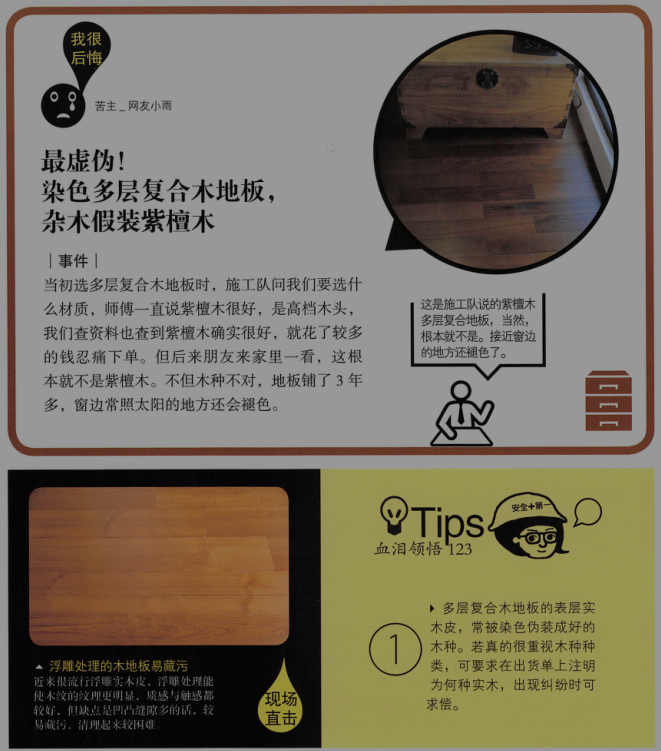 我很
后悔
苦主_网友小雨
最虚伪！
染色多层复合木地板，
杂木假装紫檀木
｜事件｜
当初选多层复合木地板时，施工队问我们要选什
么材质，师傅一直说紫檀木很好，是高档木头，
我们查资料也查到紫檀木确实很好，就花了较多
的钱忍痛下单。但后来朋友来家里一看，这根
本就不是紫檀木。不但木种不对，地板铺了 3 年
多，窗边常照太阳的地方还会褪色。
这是施工队说的紫檀木
多层复合地板，当然，
根本就不是。接近窗边
的地方还褪色了。
浮雕处理的木地板易藏污
近来很流行浮雕实木皮，浮雕处理能
使木纹的纹理更明显，质感与触感都
较好，但缺点是凹凸缝隙多的话，较
易藏污，清理起来较困难
现场
直击
Tips
安全+第一
血泪领悟 123
1
多层复合木地板的表层实
木皮，常被染色伪装成好的
木种。若真的很重视木种种
类，可要求在出货单上注明
为何种实木，出现纠纷时可
求偿。